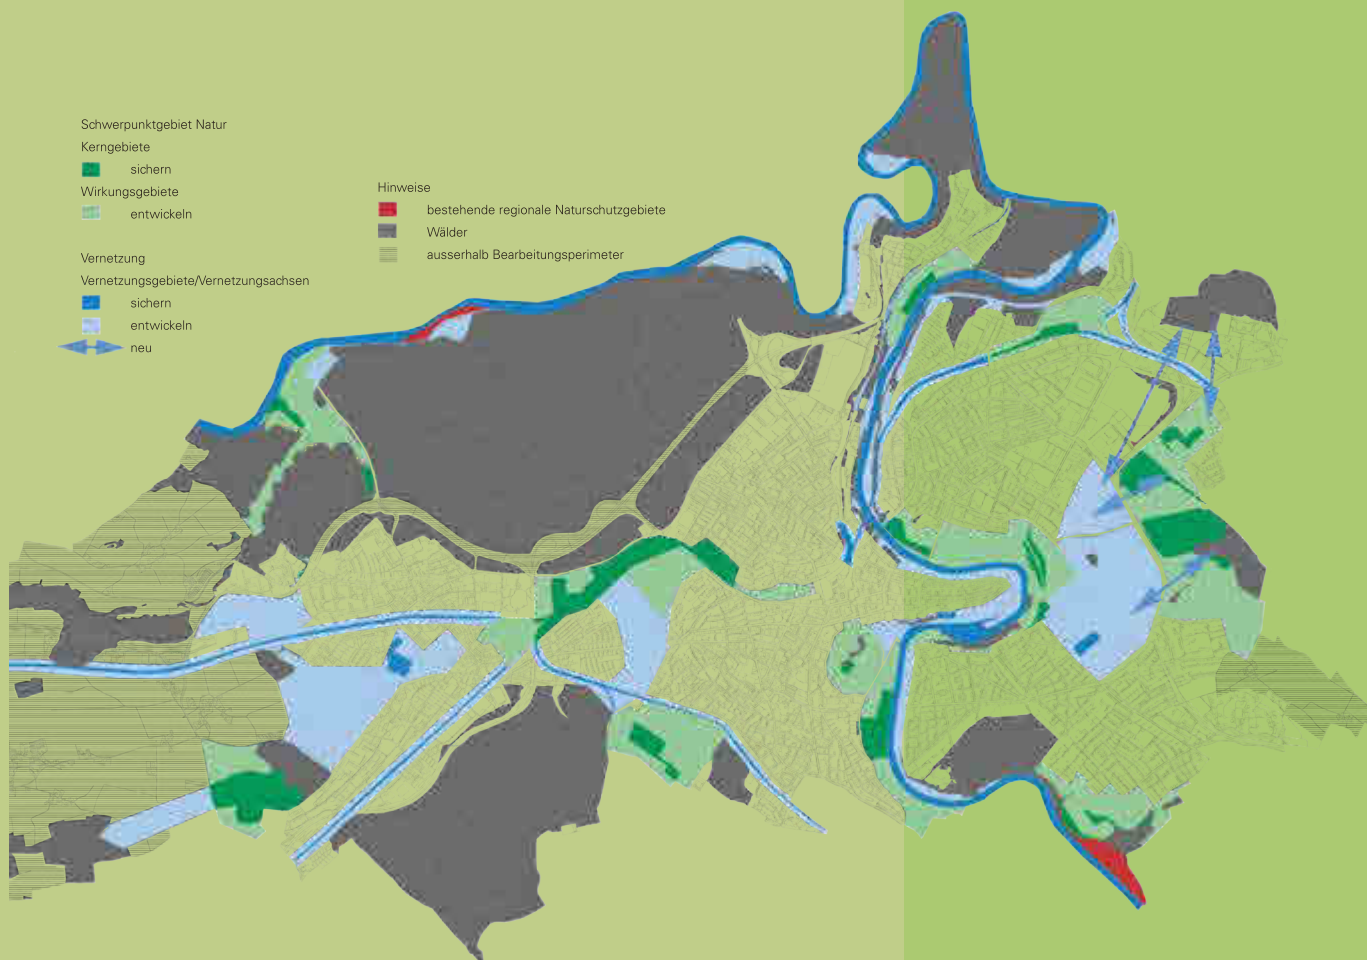 Schwerpunktgebiet Natur
Kerngebiete
sichern
Wirkungsgebiete
entwickeln
Vernetzung
Vernetzungsgebiete/Vernetzungsachsen
sichern
entwickeln
neu
Hinweise
bestehende regionale Naturschutzgebiete
Wälder
ausserhalb Bearbeitungsperimeter